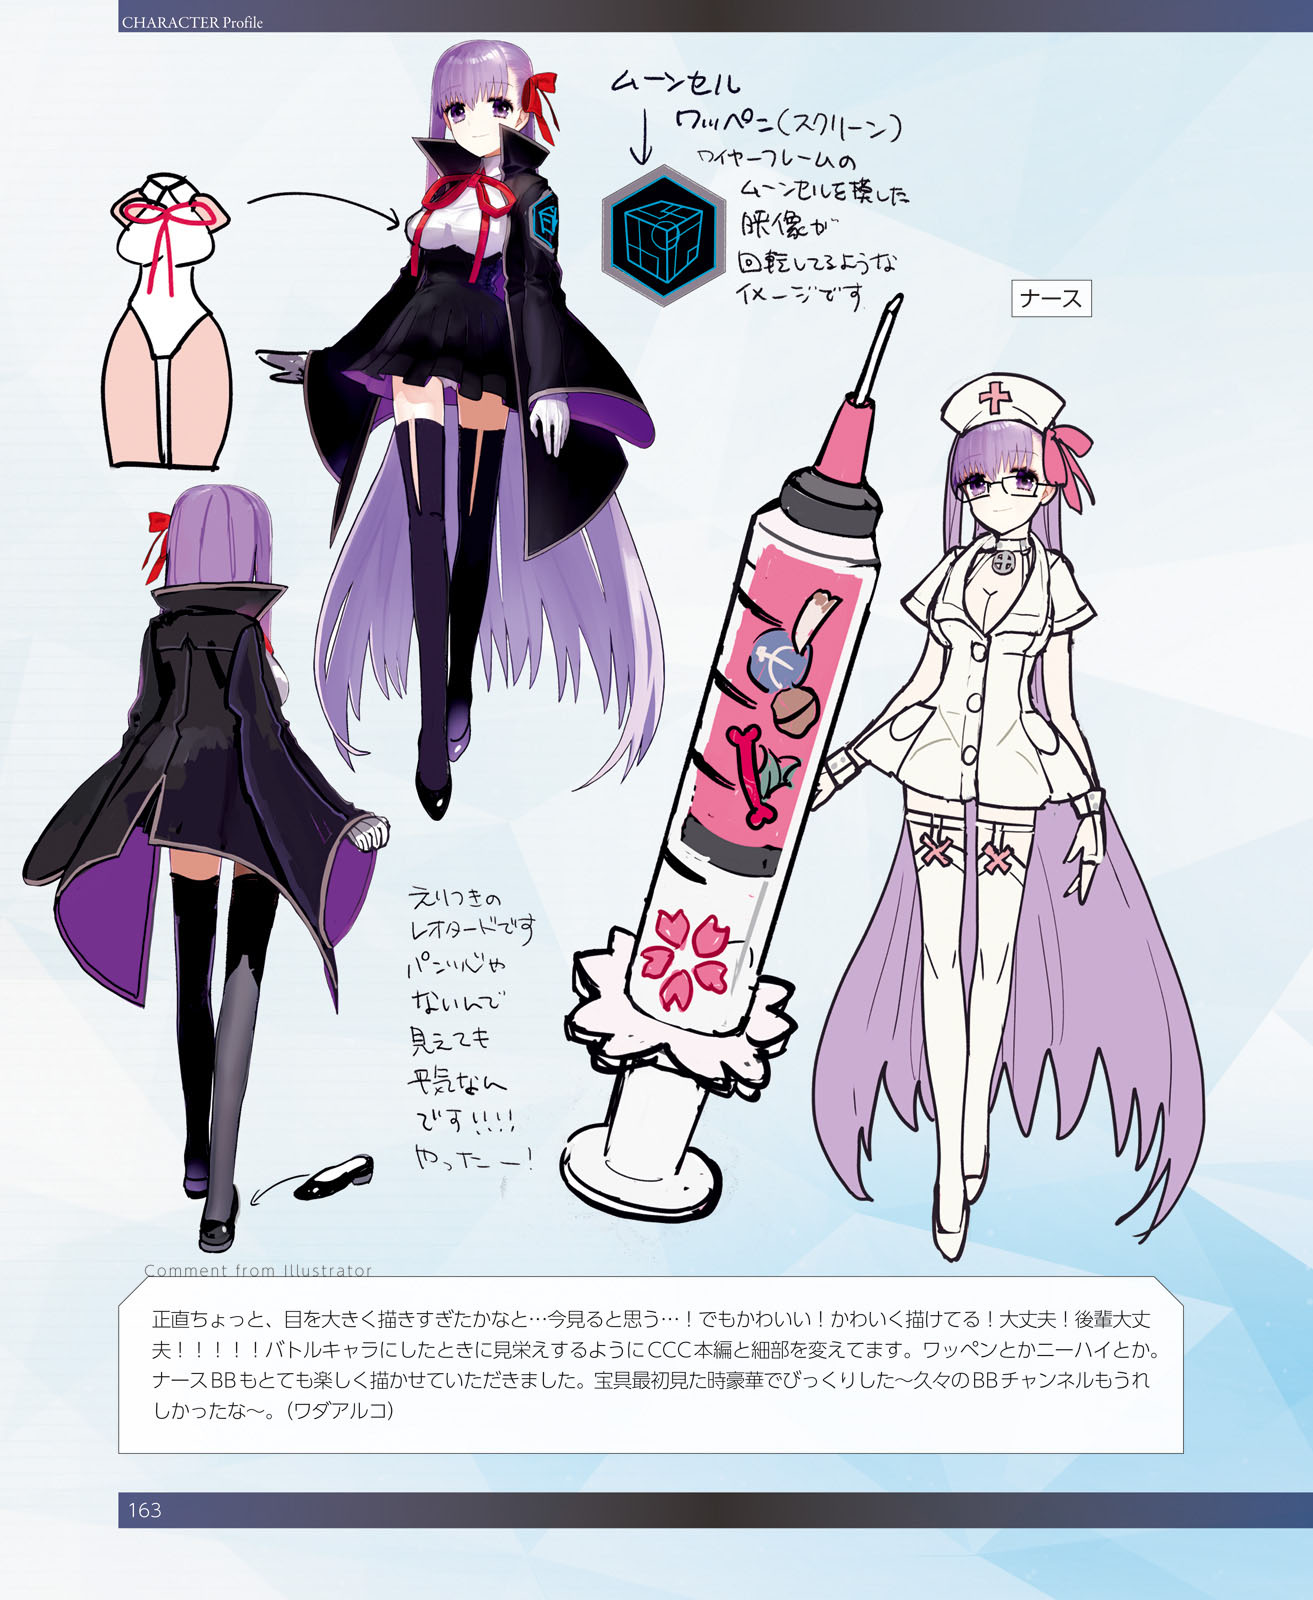 CHARACTER Profile
ムーンセル
ワッペン(スクリーン)
ワイヤーフレームの
ムーンセルを模した
映像が
回転してるような
イメージです
ナース
えりつきの
レオタードです
パンツじゃ
ないんで
見えても
平気なん
です!!!!
やったー!
Comment from Illustrator
正直ちょっと、目を大きく描きすぎたかなと…今見ると思う…!でもかわいい!かわいく描けてる!大丈夫!後輩大丈
夫!!!!!バトルキャラにしたときに見栄えするようにCCC本編と細部を変えてます。ワッペンとかニーハイとか。
ナースBBもとても楽しく描かせていただきました。宝具最初見た時豪華でびっくりした〜久々のBBチャンネルもうれ
しかったな〜。(ワダアルコ)
163